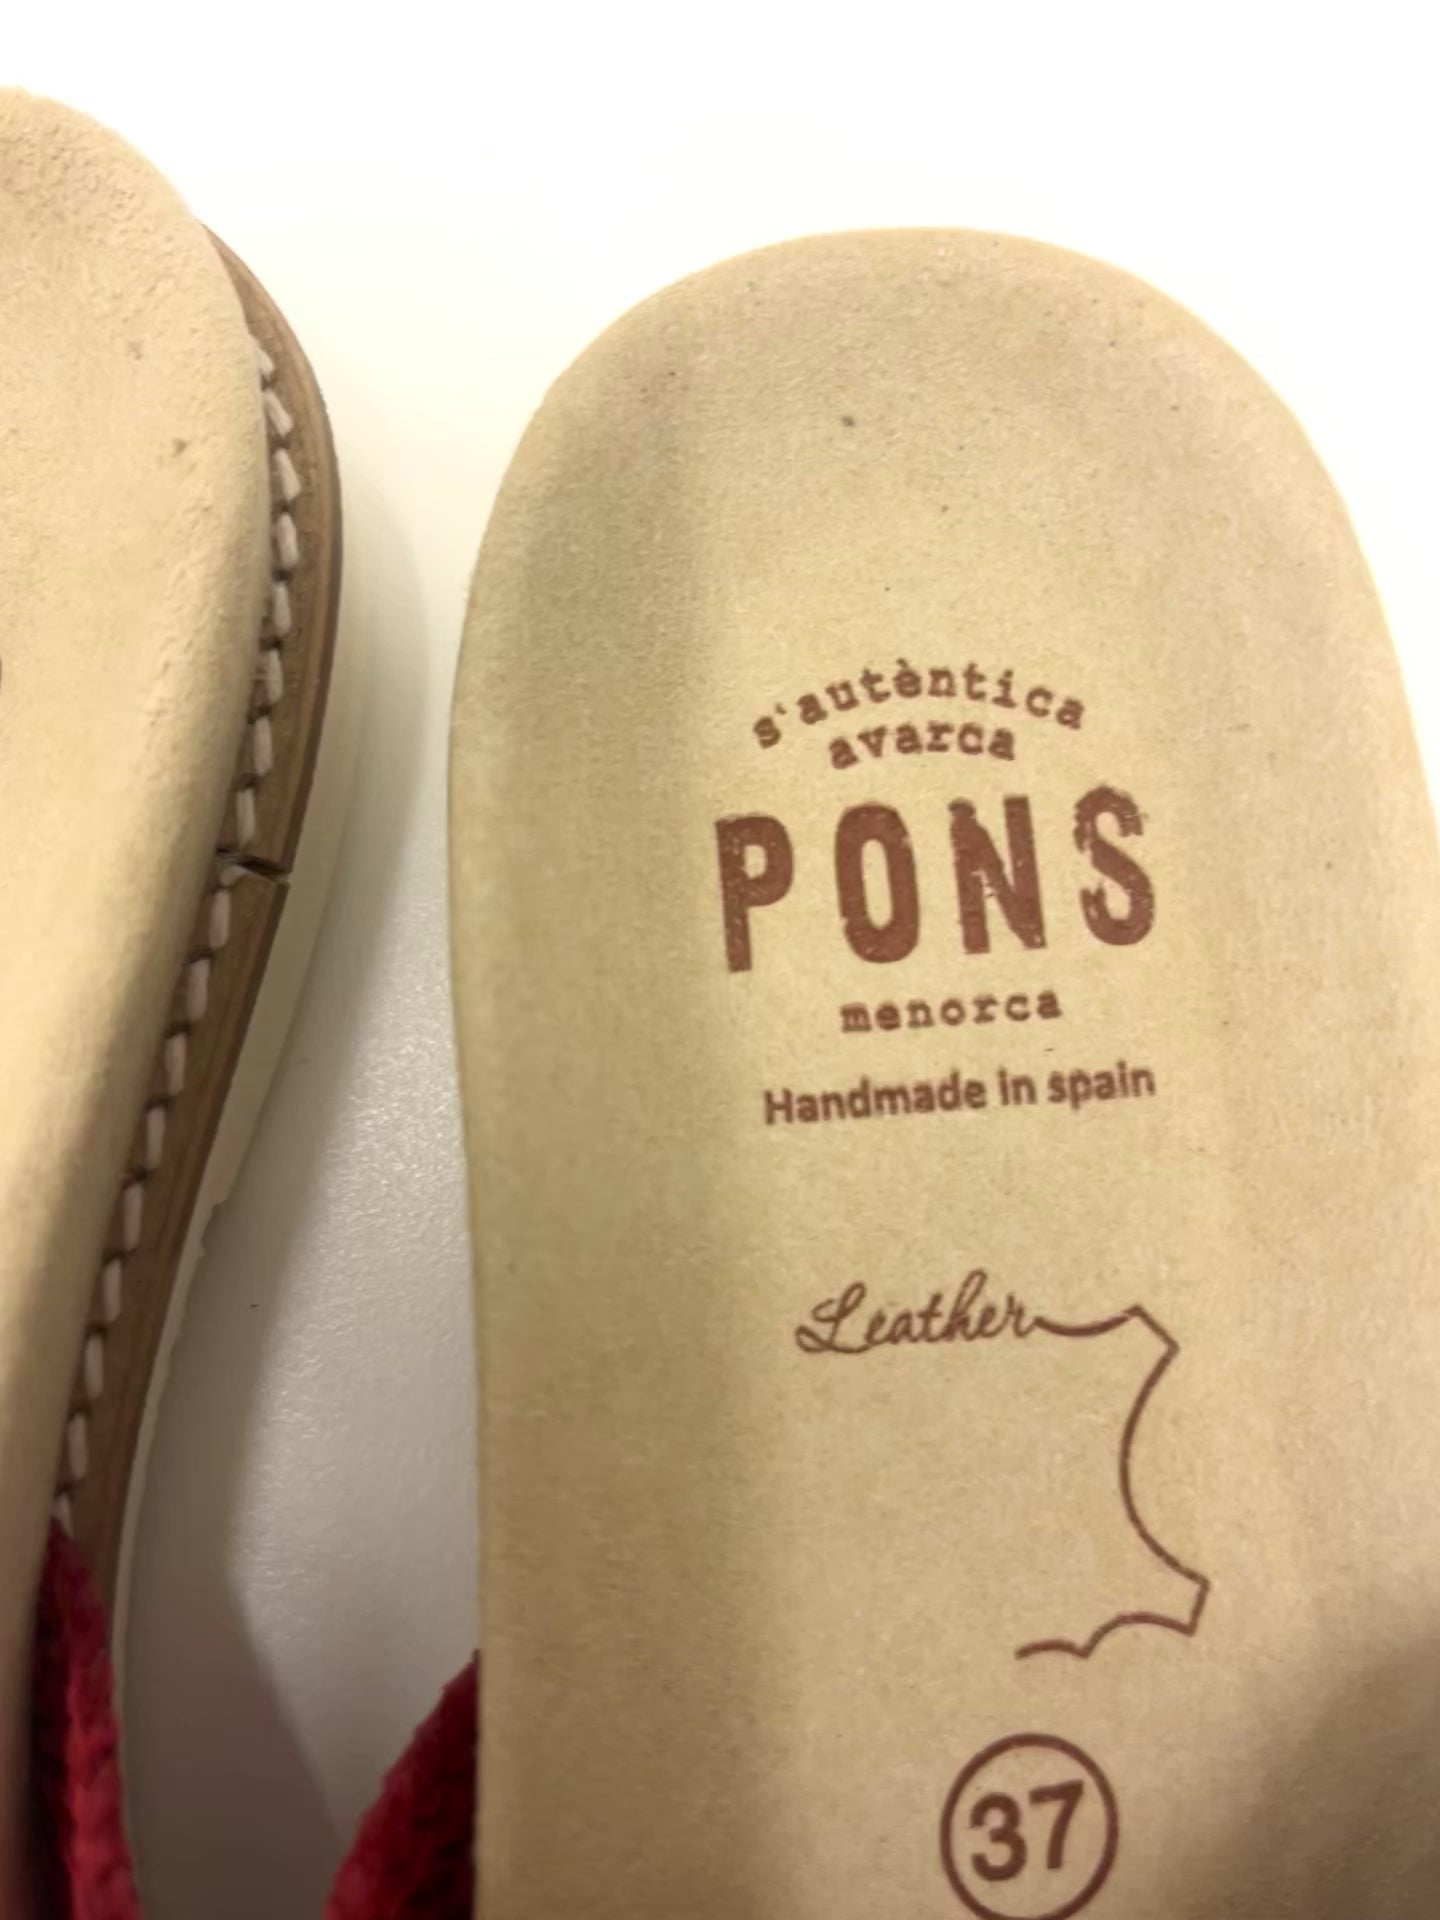 s'autèntica
avarca
PONS
menorca
Handmade in spain
Leather
37